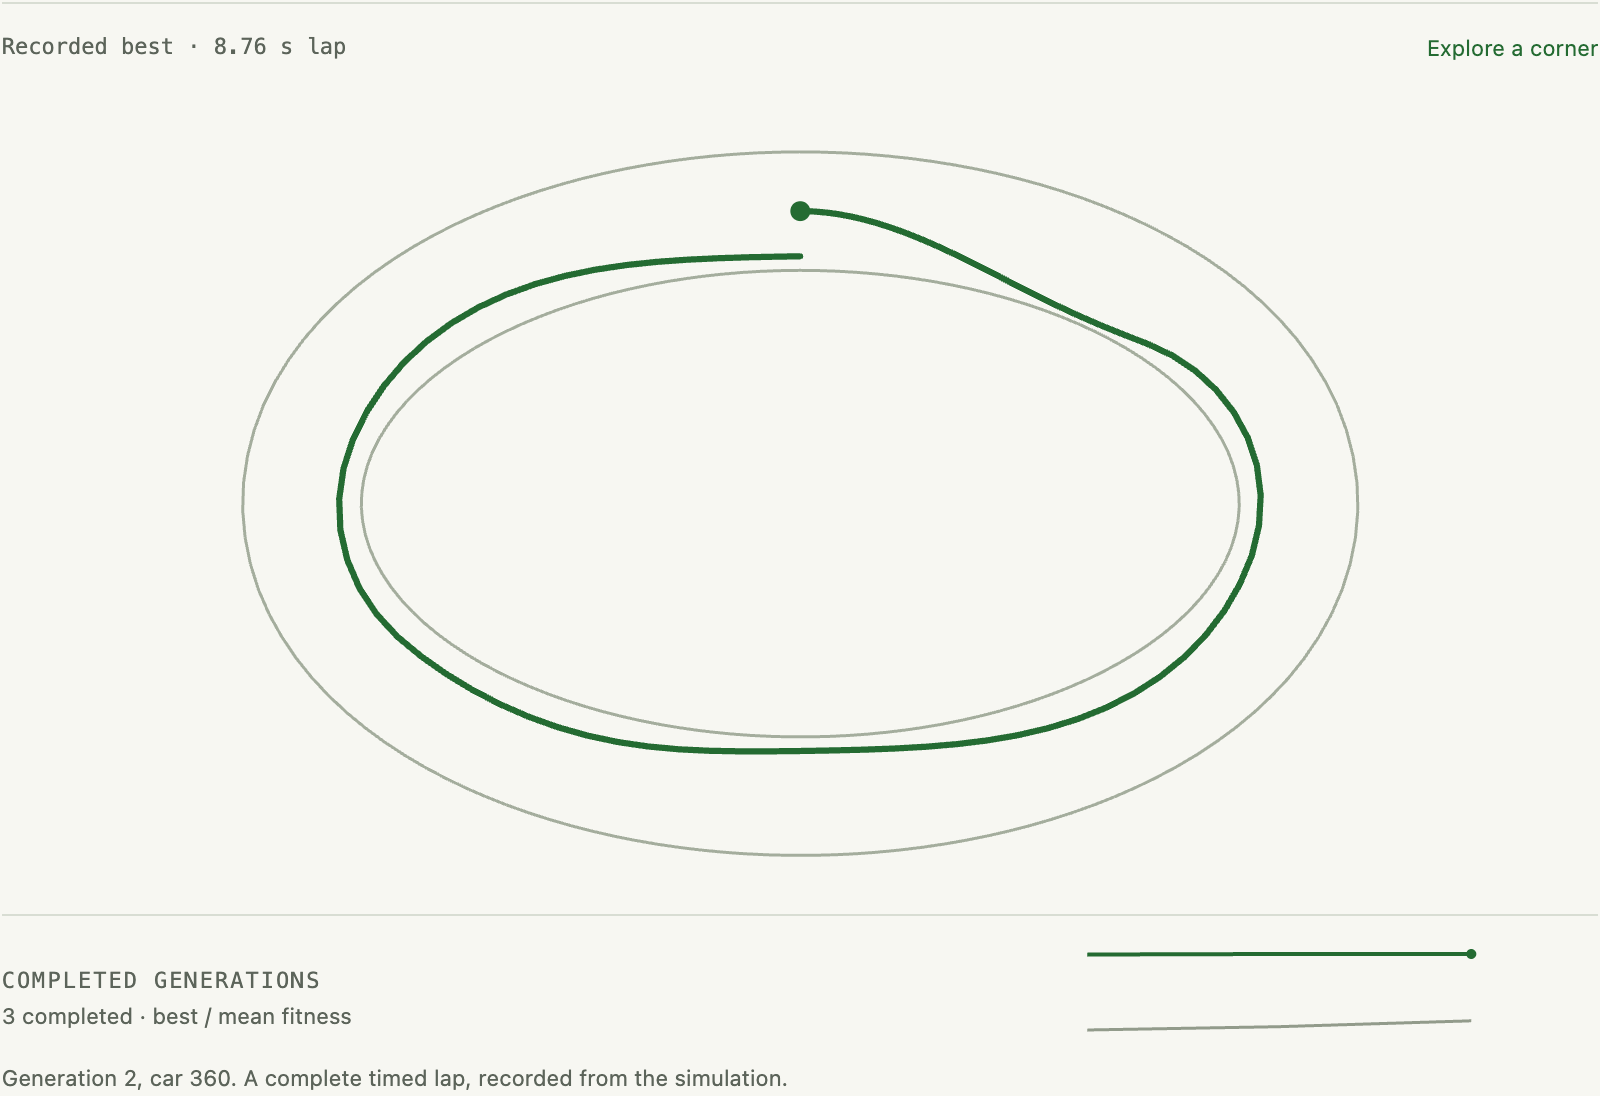 Recorded best · 8.76 s lap
Explore a corner
COMPLETED GENERATIONS
3 completed · best / mean fitness
Generation 2, car 360. A complete timed lap, recorded from the simulation.